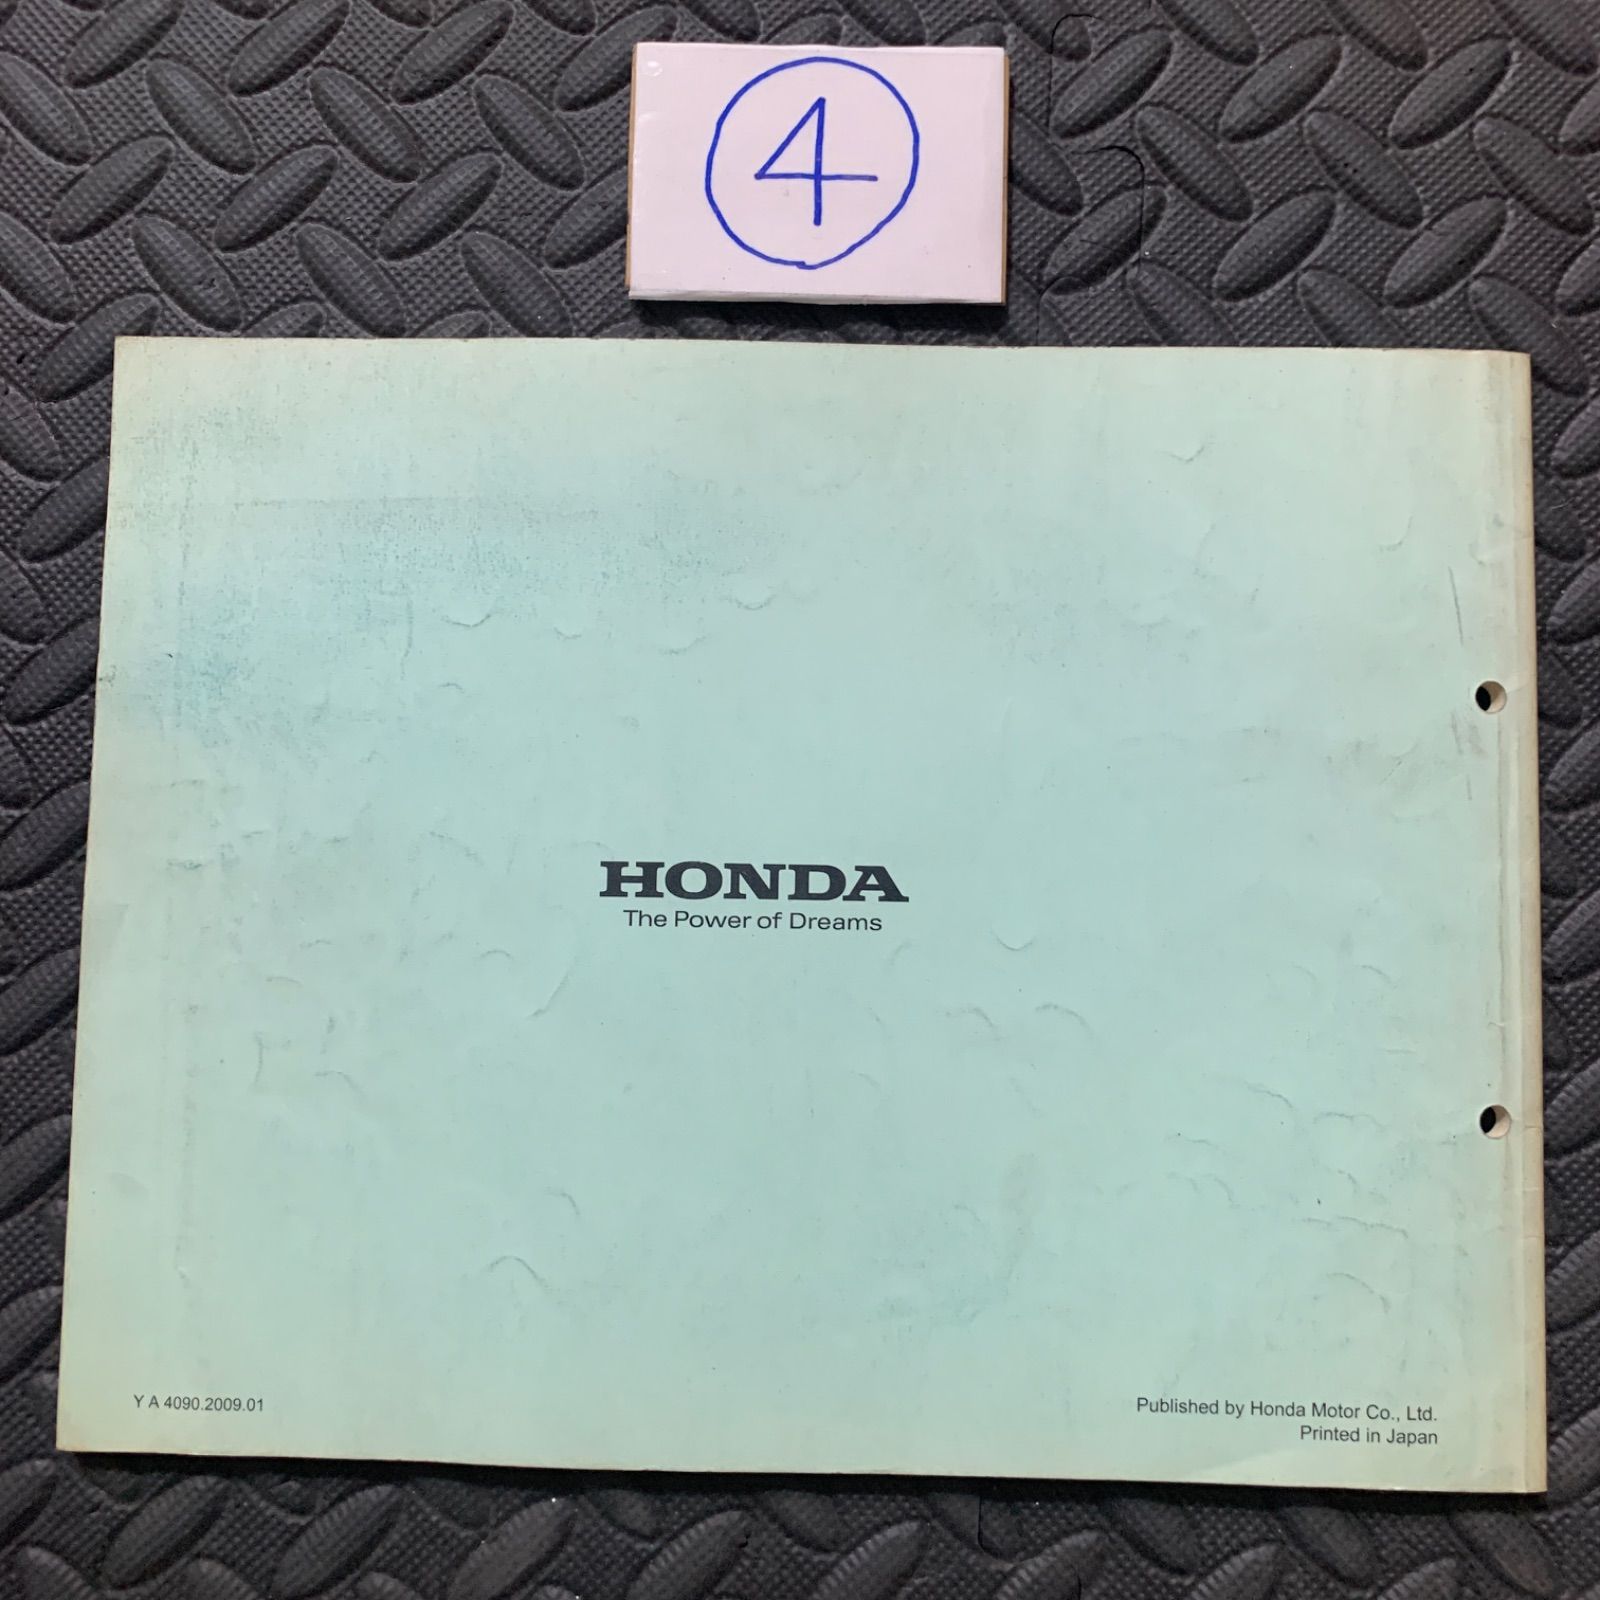 ④
HONDA
The Power of Dreams
Y A 4090.2009.01
Published by Honda Motor Co., Ltd.
Printed in Japan